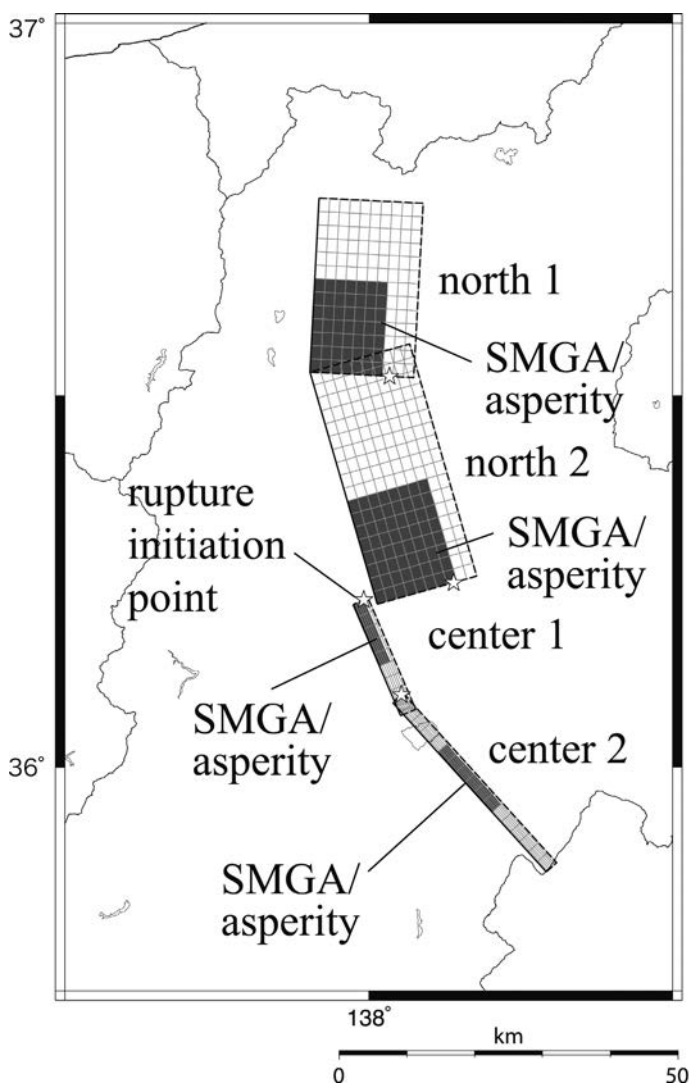 37°
north 1
SMGA/
asperity
north 2
rupture
initiation
point
SMGA/
asperity
center 1
SMGA/
asperity
center 2
36°
SMGA/
asperity
138°
km
0
50